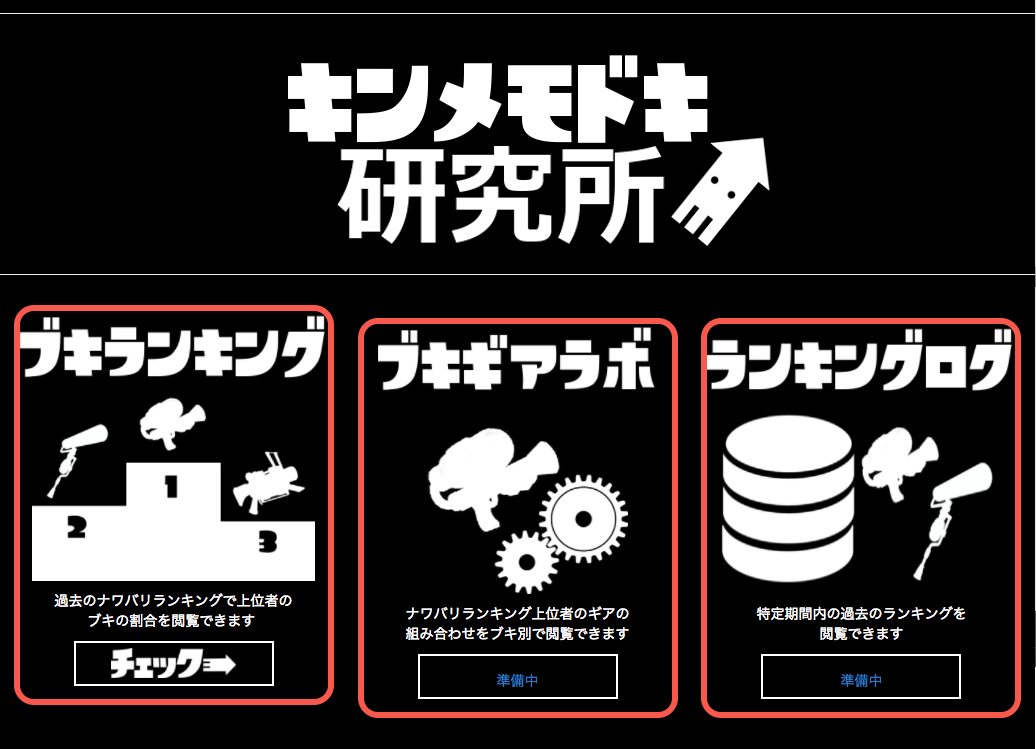 キンメモドキ
研究所
ブキランキング
1
2
3
過去のナワバリランキングで上位者の
ブキの割合を閲覧できます
チェック
ブキギアラボ
ナワバリランキング上位者のギアの
組み合わせをブキ別で閲覧できます
準備中
ランキングログ
特定期間内の過去のランキングを
閲覧できます
準備中